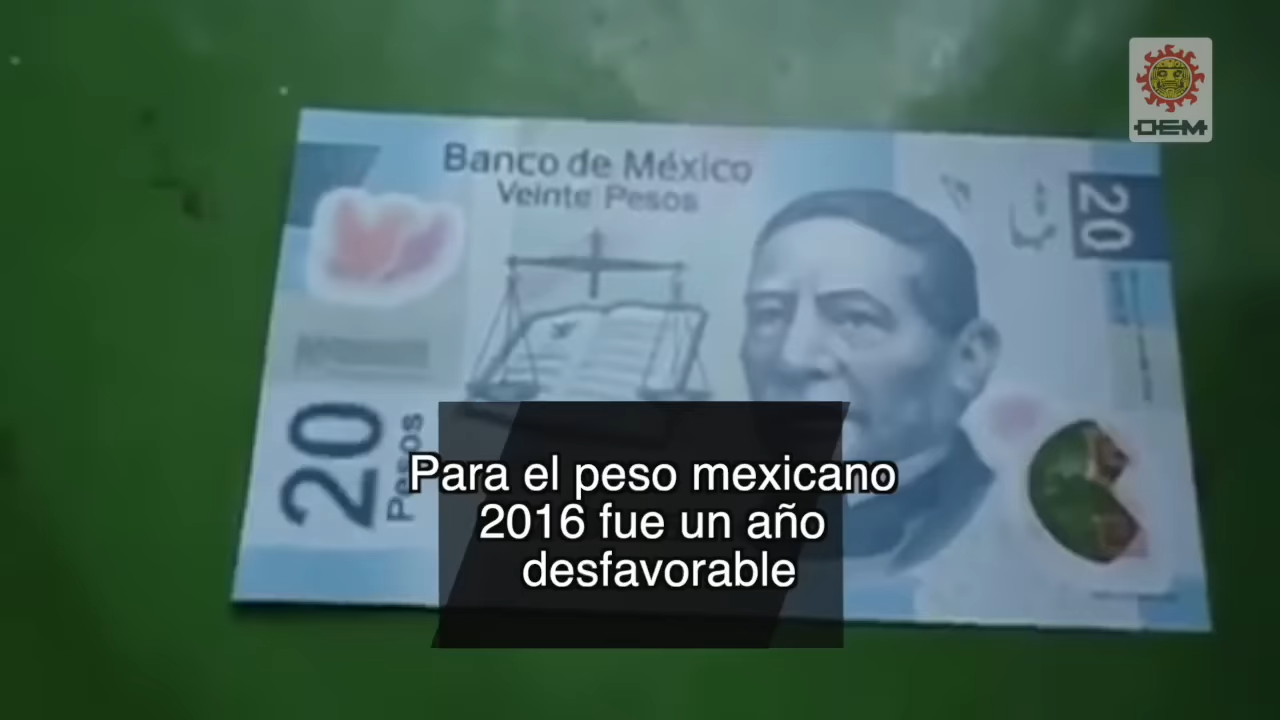 OEM
Banco de México
Veinte Pesos
20
20
Pesos
Para el peso mexicano
2016 fue un año
desfavorable